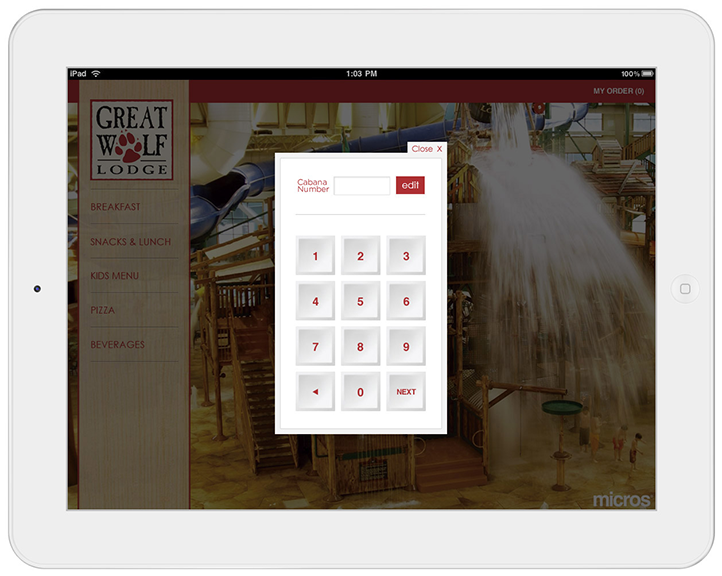 iPad 1:03 PM 100%
MY ORDER (0)
GREAT
WOLF
LODGE
BREAKFAST
SNACKS & LUNCH
KIDS MENU
PIZZA
BEVERAGES
Close X
Cabana
Number
edit
1 2 3
4 5 6
7 8 9
◄ 0 NEXT
micros